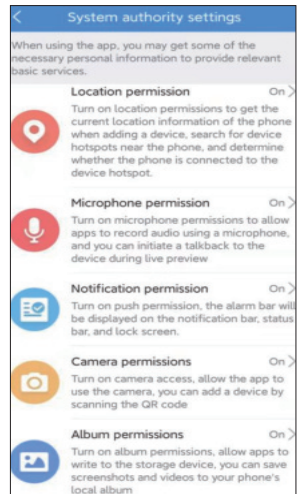 System authority settings
When using the app, you may get some of the
necessary personal information to provide relevant
basic services.
Location permission On
Turn on location permissions to get the
current location information of the phone
when adding a device, search for device
hotspots near the phone, and determine
whether the phone is connected to the
device hotspot.
Microphone permission On
Turn on microphone permissions to allow
apps to record audio using a microphone,
and you can initiate a talkback to the
device during live preview
Notification permission On
Turn on push permission, the alarm bar will
be displayed on the notification bar, status
bar, and lock screen.
Camera permissions On
Turn on camera access, allow the app to
use the camera, you can add a device by
scanning the QR code
Album permissions On
Turn on album permissions, allow apps to
write to the storage device, you can save
screenshots and videos to your phone's
local album